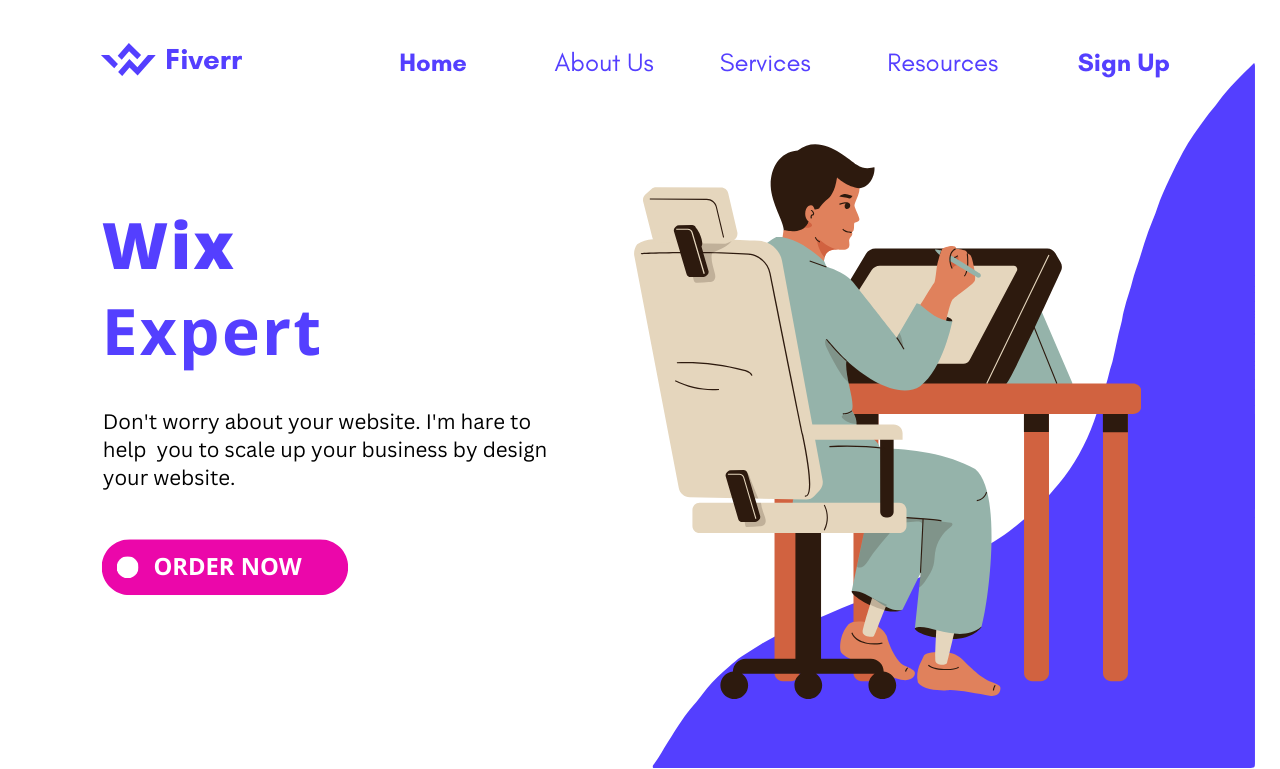 Fiverr
Home
About Us
Services
Resources
Sign Up
Wix
Expert
Don't worry about your website. I'm hare to
help  you to scale up your business by design
your website.
ORDER NOW